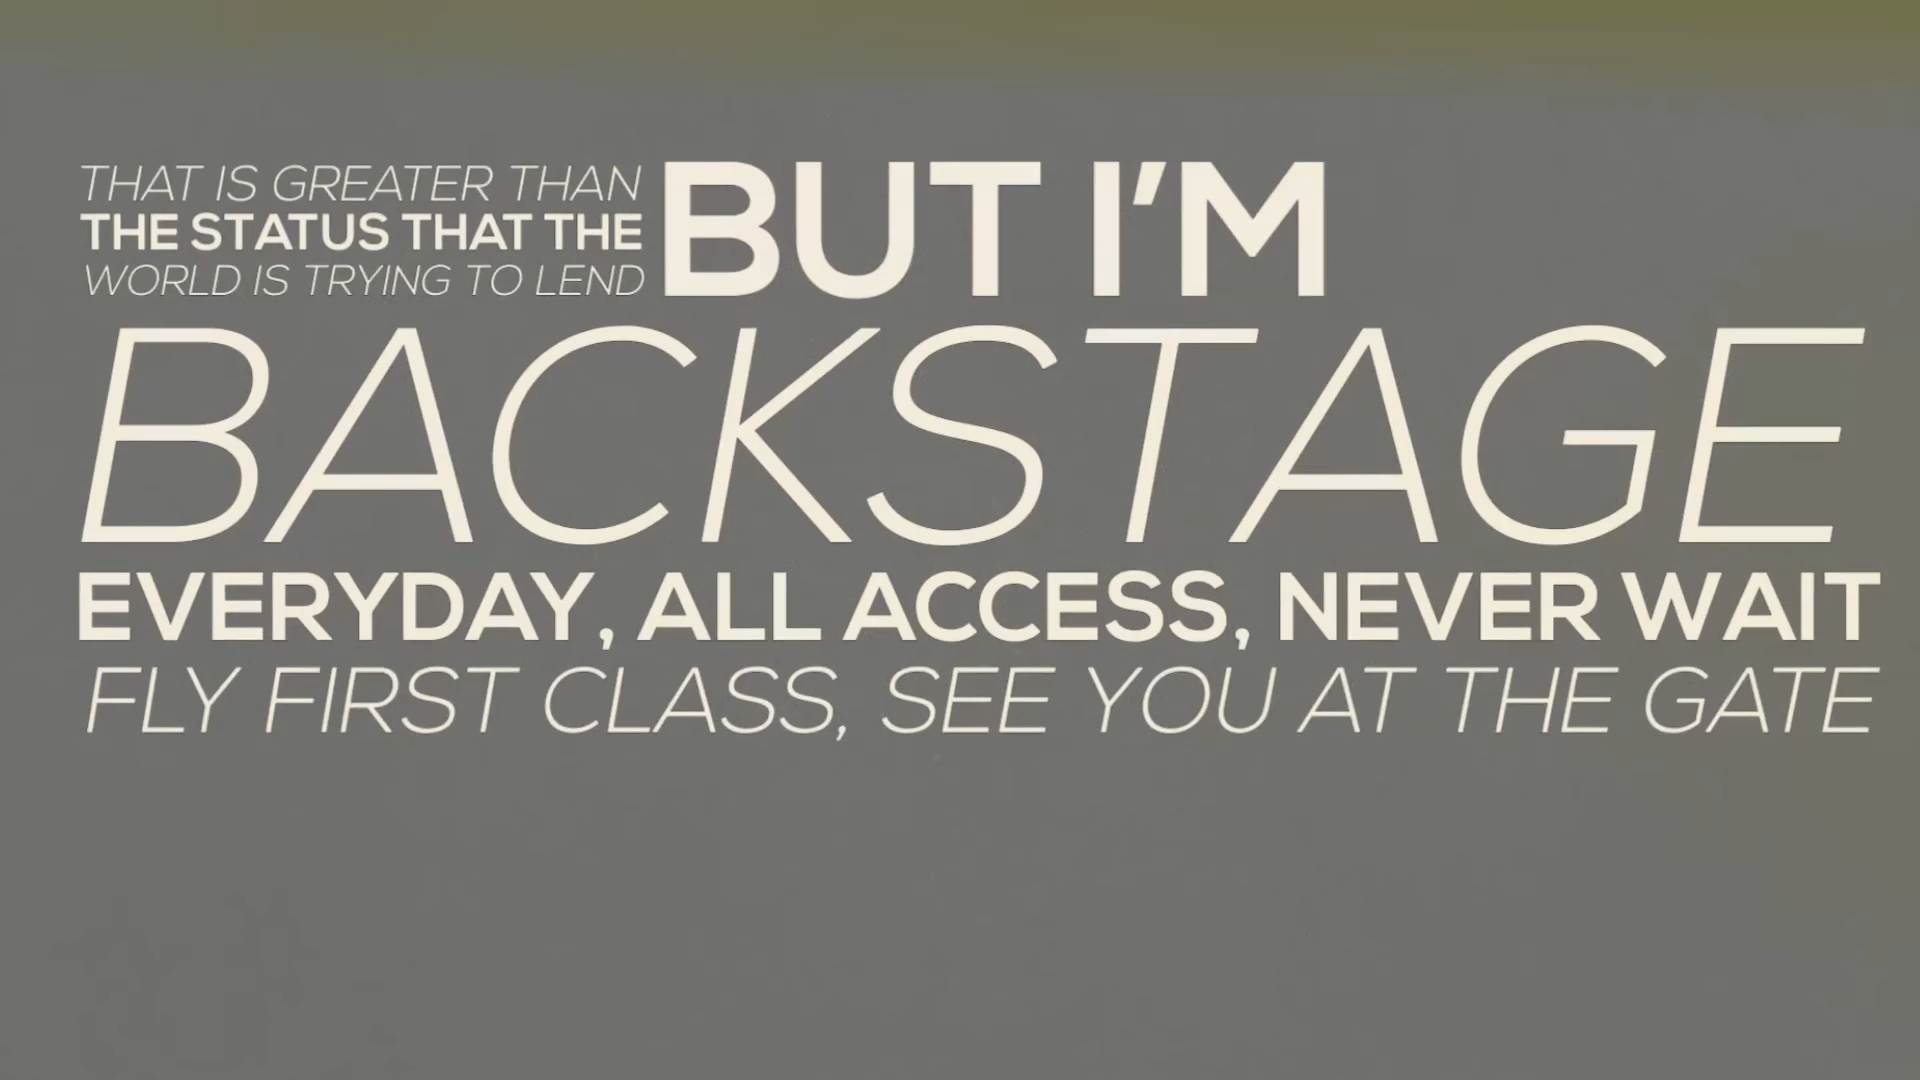 THAT IS GREATER THAN
THE STATUS THAT THE
WORLD IS TRYING TO LEND
BUT I'M
BACKSTAGE
EVERYDAY, ALL ACCESS, NEVER WAIT
FLY FIRST CLASS, SEE YOU AT THE GATE